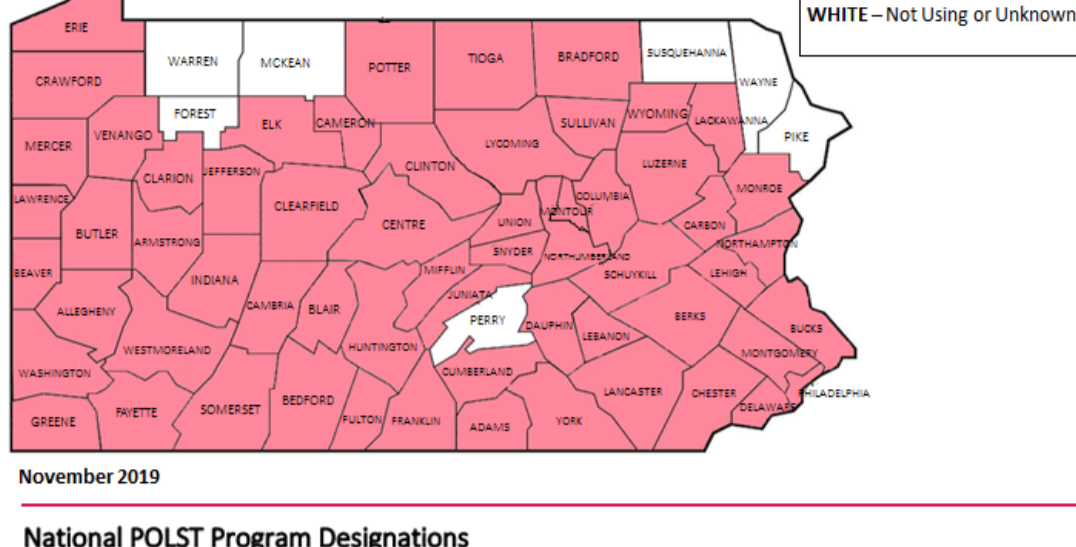 WHITE – Not Using or Unknown
ERIE
WARREN
MCKEAN
POTTER
TIOGA
BRADFORD
SUSQUEHANNA
WAYNE
CRAWFORD
FOREST
VENANGO
ELK
CAMERON
SULLIVAN
WYOMING
LACKAWANNA
PIKE
MERCER
CLARION
JEFFERSON
CLINTON
LYCOMING
LUZERNE
MONROE
LAWRENCE
CLEARFIELD
COLUMBIA
BUTLER
ARMSTRONG
CENTRE
UNION
MONTOUR
CARBON
NORTHAMPTON
BEAVER
INDIANA
MIFFLIN
SNYDER
NORTHUMBERLAND
SCHUYKILL
LEHIGH
ALLEGHENY
CAMBRIA
BLAIR
JUNIATA
PERRY
DAUPHIN
LEBANON
BERKS
BUCKS
WESTMORELAND
HUNTINGTON
MONTGOMERY
WASHINGTON
CUMBERLAND
LANCASTER
CHESTER
PHILADELPHIA
GREENE
FAYETTE
SOMERSET
BEDFORD
FULTON
FRANKLIN
ADAMS
YORK
DELAWARE
November 2019
National POLST Program Designations